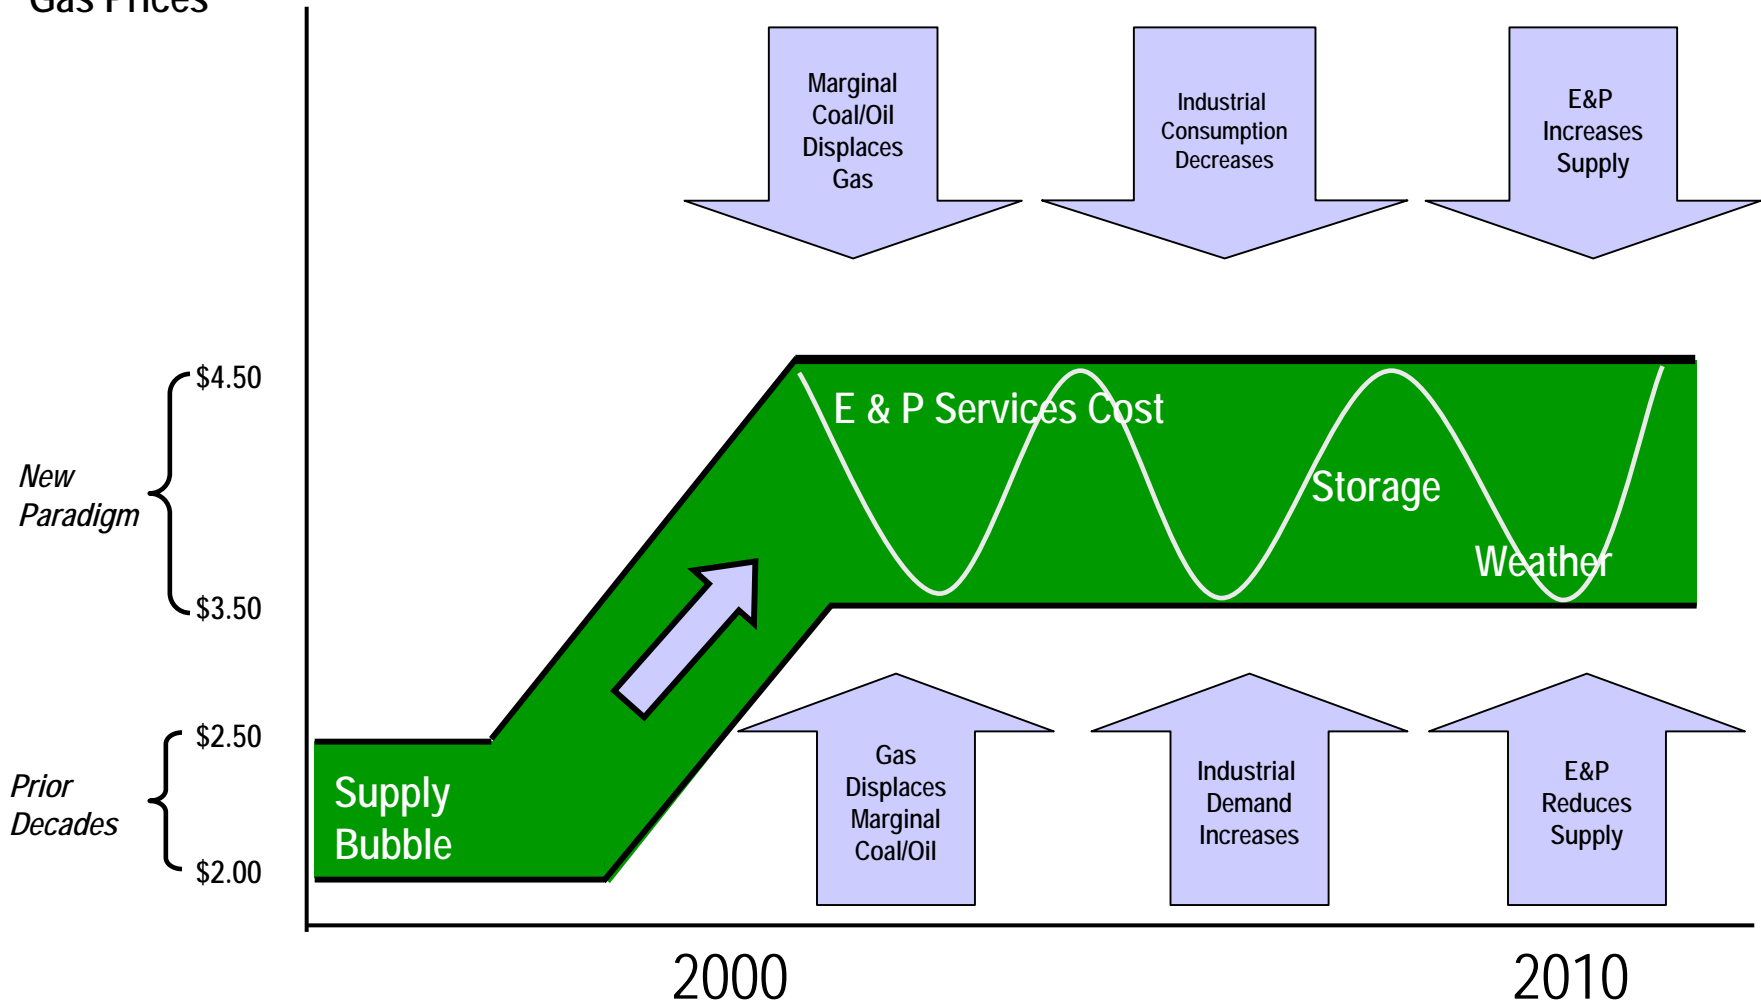 Gas Prices
Marginal
Coal/Oil
Displaces
Gas
Industrial
Consumption
Decreases
E&P
Increases
Supply
$4.50
E & P Services Cost
New
Paradigm
Storage
Weather
$3.50
$2.50
Prior
Decades
Supply
Bubble
$2.00
Gas
Displaces
Marginal
Coal/Oil
Industrial
Demand
Increases
E&P
Reduces
Supply
2000
2010